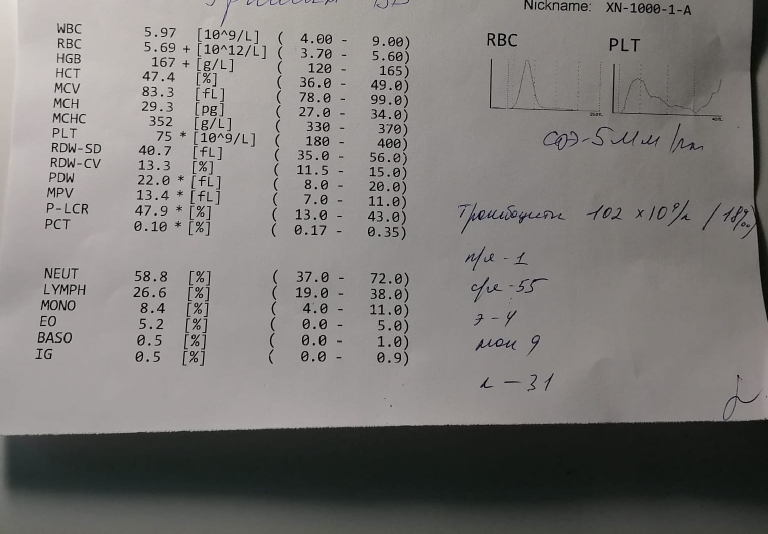 Nickname: XN-1000-1-A
WBC 5.97 [10^9/L] ( 4.00 - 9.00)
RBC 5.69 + [10^12/L] ( 3.70 - 5.60)
HGB 167 + [g/L] ( 120 - 165)
HCT 47.4 [%] ( 36.0 - 49.0)
MCV 83.3 [fL] ( 78.0 - 99.0)
MCH 29.3 [pg] ( 27.0 - 34.0)
MCHC 352 [g/L] ( 330 - 370)
PLT 75 * [10^9/L] ( 180 - 400)
RDW-SD 40.7 [fL] ( 35.0 - 56.0)
RDW-CV 13.3 [%] ( 11.5 - 15.0)
PDW 22.0 * [fL] ( 8.0 - 20.0)
MPV 13.4 * [fL] ( 7.0 - 11.0)
P-LCR 47.9 * [%] ( 13.0 - 43.0)
PCT 0.10 * [%] ( 0.17 - 0.35)
NEUT 58.8 [%] ( 37.0 - 72.0)
LYMPH 26.6 [%] ( 19.0 - 38.0)
MONO 8.4 [%] ( 4.0 - 11.0)
EO 5.2 [%] ( 0.0 - 5.0)
BASO 0.5 [%] ( 0.0 - 1.0)
IG 0.5 [%] ( 0.0 - 0.9)
RBC PLT
СОЭ-5 мм/час
Тромбоциты 102 х 10⁹/л
п/я - 1
с/я - 55
э - 4
мон 9
л - 31